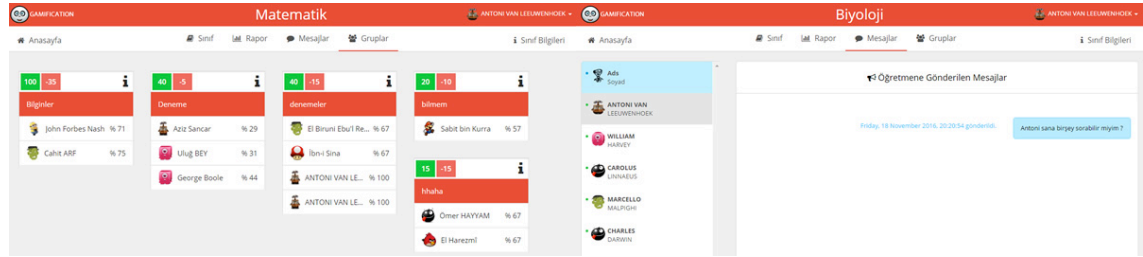 GAMIFICATION
Matematik
ANTONI VAN LEEUWENHOEK
Anasayfa
Sınıf
Rapor
Mesajlar
Gruplar
Sınıf Bilgileri
100 -35
Bilginler
John Forbes Nash % 71
Cahit ARF % 75
40 -5
Deneme
Aziz Sancar % 29
Uluğ BEY % 31
George Boole % 44
40 -15
denemeler
El Biruni Ebu'l Re... % 67
İbn-i Sina % 67
ANTONI VAN LE... % 100
ANTONI VAN LE... % 100
20 -10
bilmem
Sabit bin Kurra % 57
15 -15
hhaha
Ömer HAYYAM % 67
El Harezmî % 67
GAMIFICATION
Biyoloji
ANTONI VAN LEEUWENHOEK
Anasayfa
Sınıf
Rapor
Mesajlar
Gruplar
Sınıf Bilgileri
Ads
Soyad
ANTONI VAN
LEEUWENHOEK
WILLIAM
HARVEY
CAROLUS
LINNAEUS
MARCELLO
MALPIGHI
CHARLES
DARWIN
Öğretmene Gönderilen Mesajlar
Friday, 18 November 2016, 20:20:54 gönderildi.
Antoni sana birşey sorabilir miyim ?